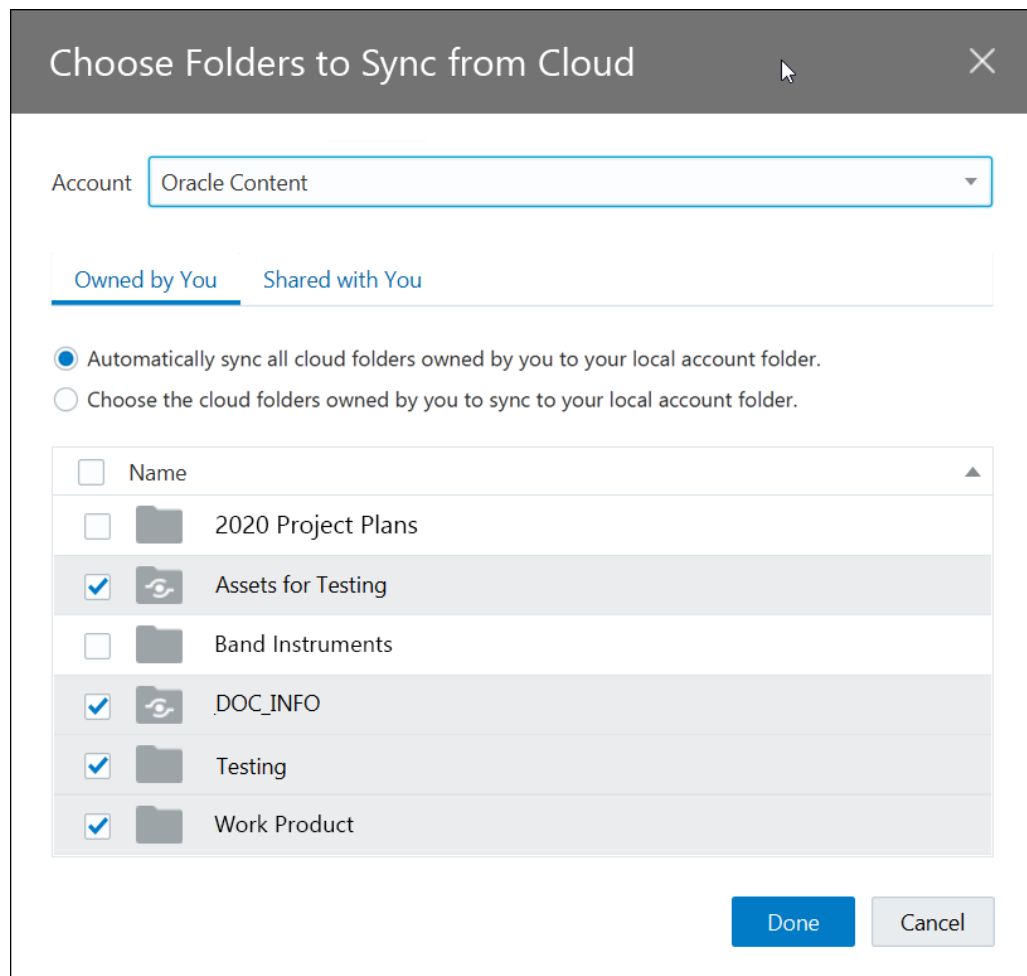 Choose Folders to Sync from Cloud
Account Oracle Content
Owned by You Shared with You
Automatically sync all cloud folders owned by you to your local account folder.
Choose the cloud folders owned by you to sync to your local account folder.
Name
2020 Project Plans
Assets for Testing
Band Instruments
DOC_INFO
Testing
Work Product
Done Cancel